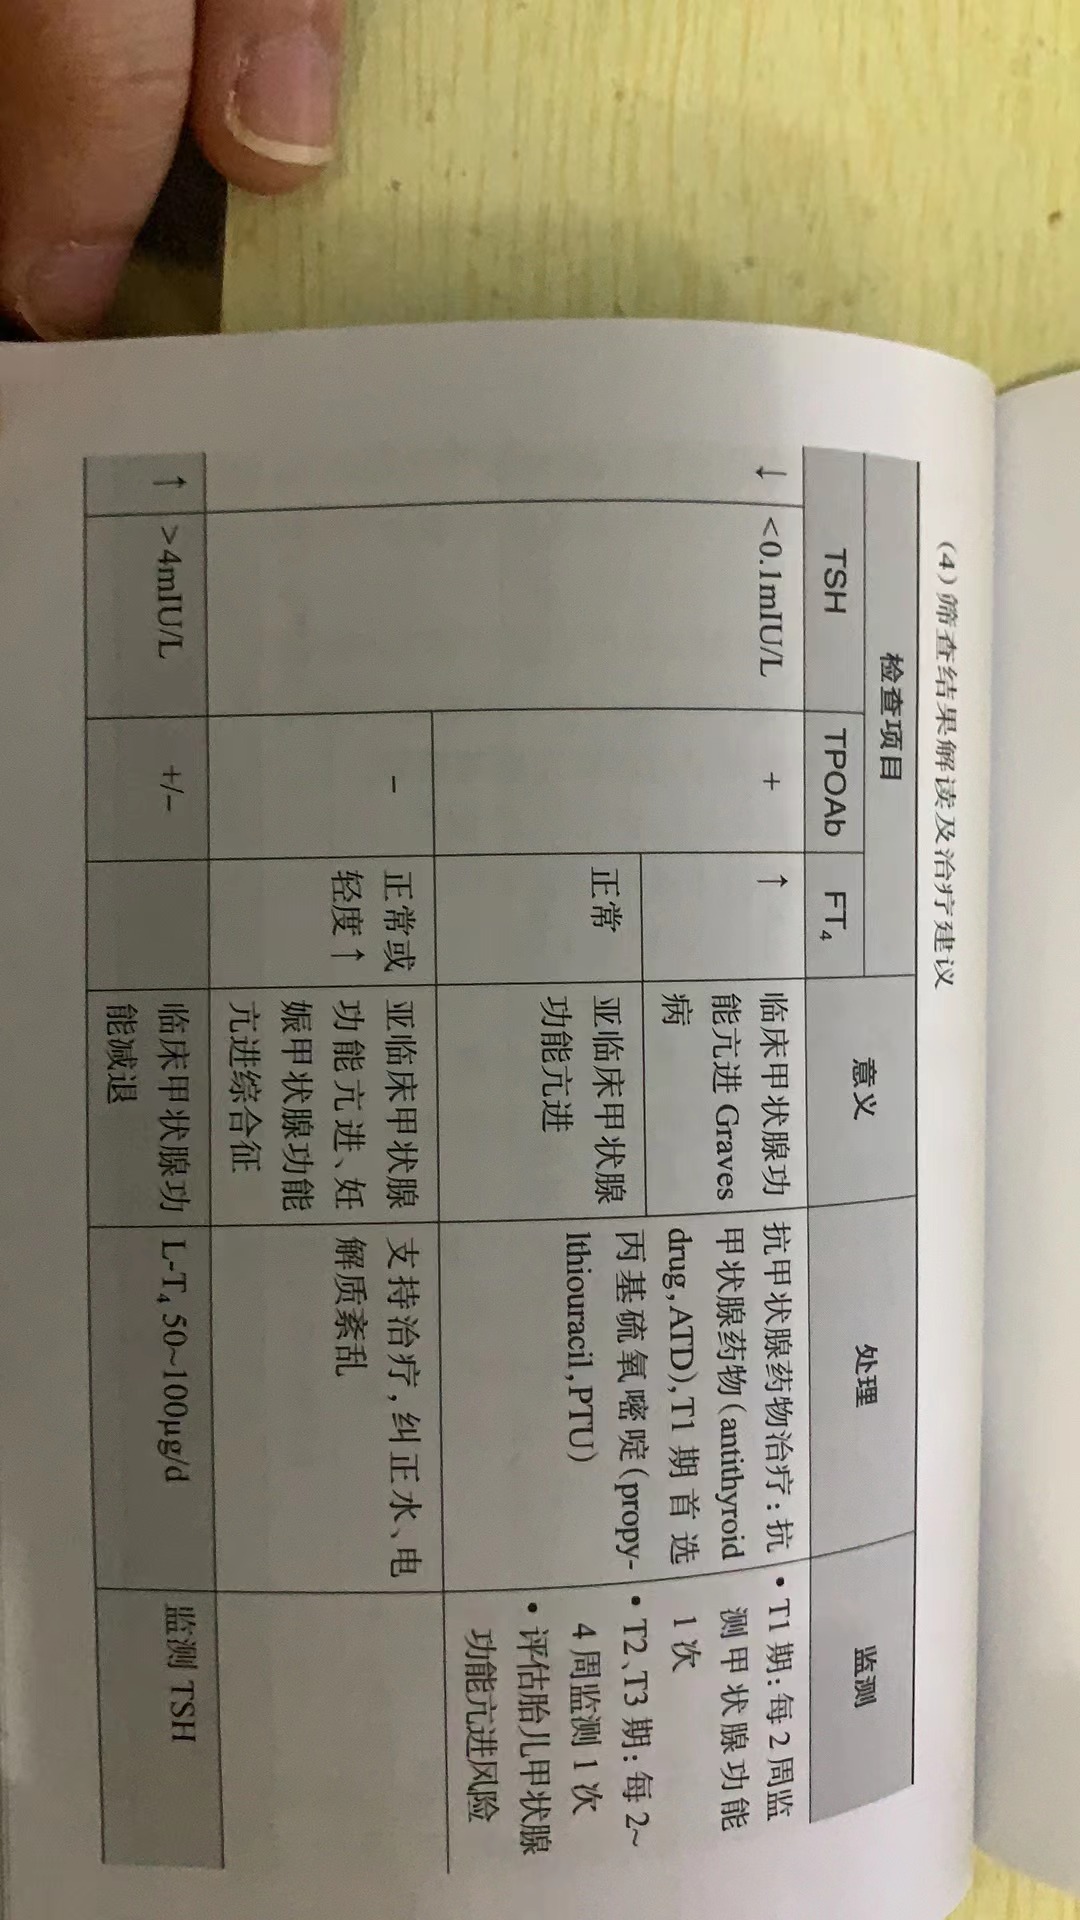 (4)筛查结果解读及治疗建议
检查项目
意义
处理
监测
TSH
TPOAb
FT₄
↓
<0.1mIU/L
+
↑
临床甲状腺功
能亢进 Graves
病
抗甲状腺药物治疗:抗
甲状腺药物(antithyroid
drug,ATD),T1 期首选
丙基硫氧嘧啶(propy-
lthiouracil,PTU)
• T1 期:每 2 周监
测甲状腺功能
1 次
• T2、T3 期:每 2~
4 周监测 1 次
• 评估胎儿甲状腺
功能亢进风险
正常
亚临床甲状腺
功能亢进
-
正常或
轻度↑
亚临床甲状腺
功能亢进、妊
娠甲状腺功能
亢进综合征
支持治疗,纠正水、电
解质紊乱
↑
>4mIU/L
+/-
临床甲状腺功
能减退
L-T₄ 50~100μg/d
监测 TSH